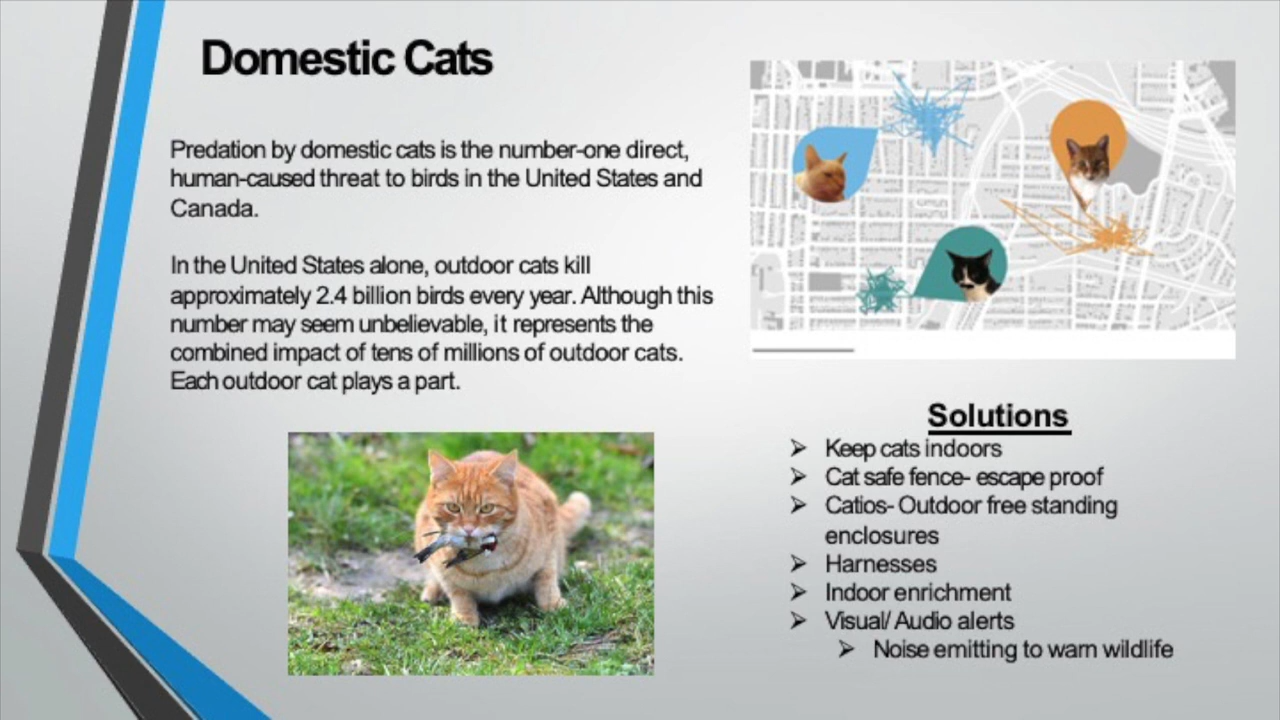 Domestic Cats
Predation by domestic cats is the number-one direct,
human-caused threat to birds in the United States and
Canada.
In the United States alone, outdoor cats kill
approximately 2.4 billion birds every year. Although this
number may seem unbelievable, it represents the
combined impact of tens of millions of outdoor cats.
Each outdoor cat plays a part.
Solutions
Keep cats indoors
Cat safe fence- escape proof
Catios- Outdoor free standing
enclosures
Harnesses
Indoor enrichment
Visual/ Audio alerts
Noise emitting to warn wildlife